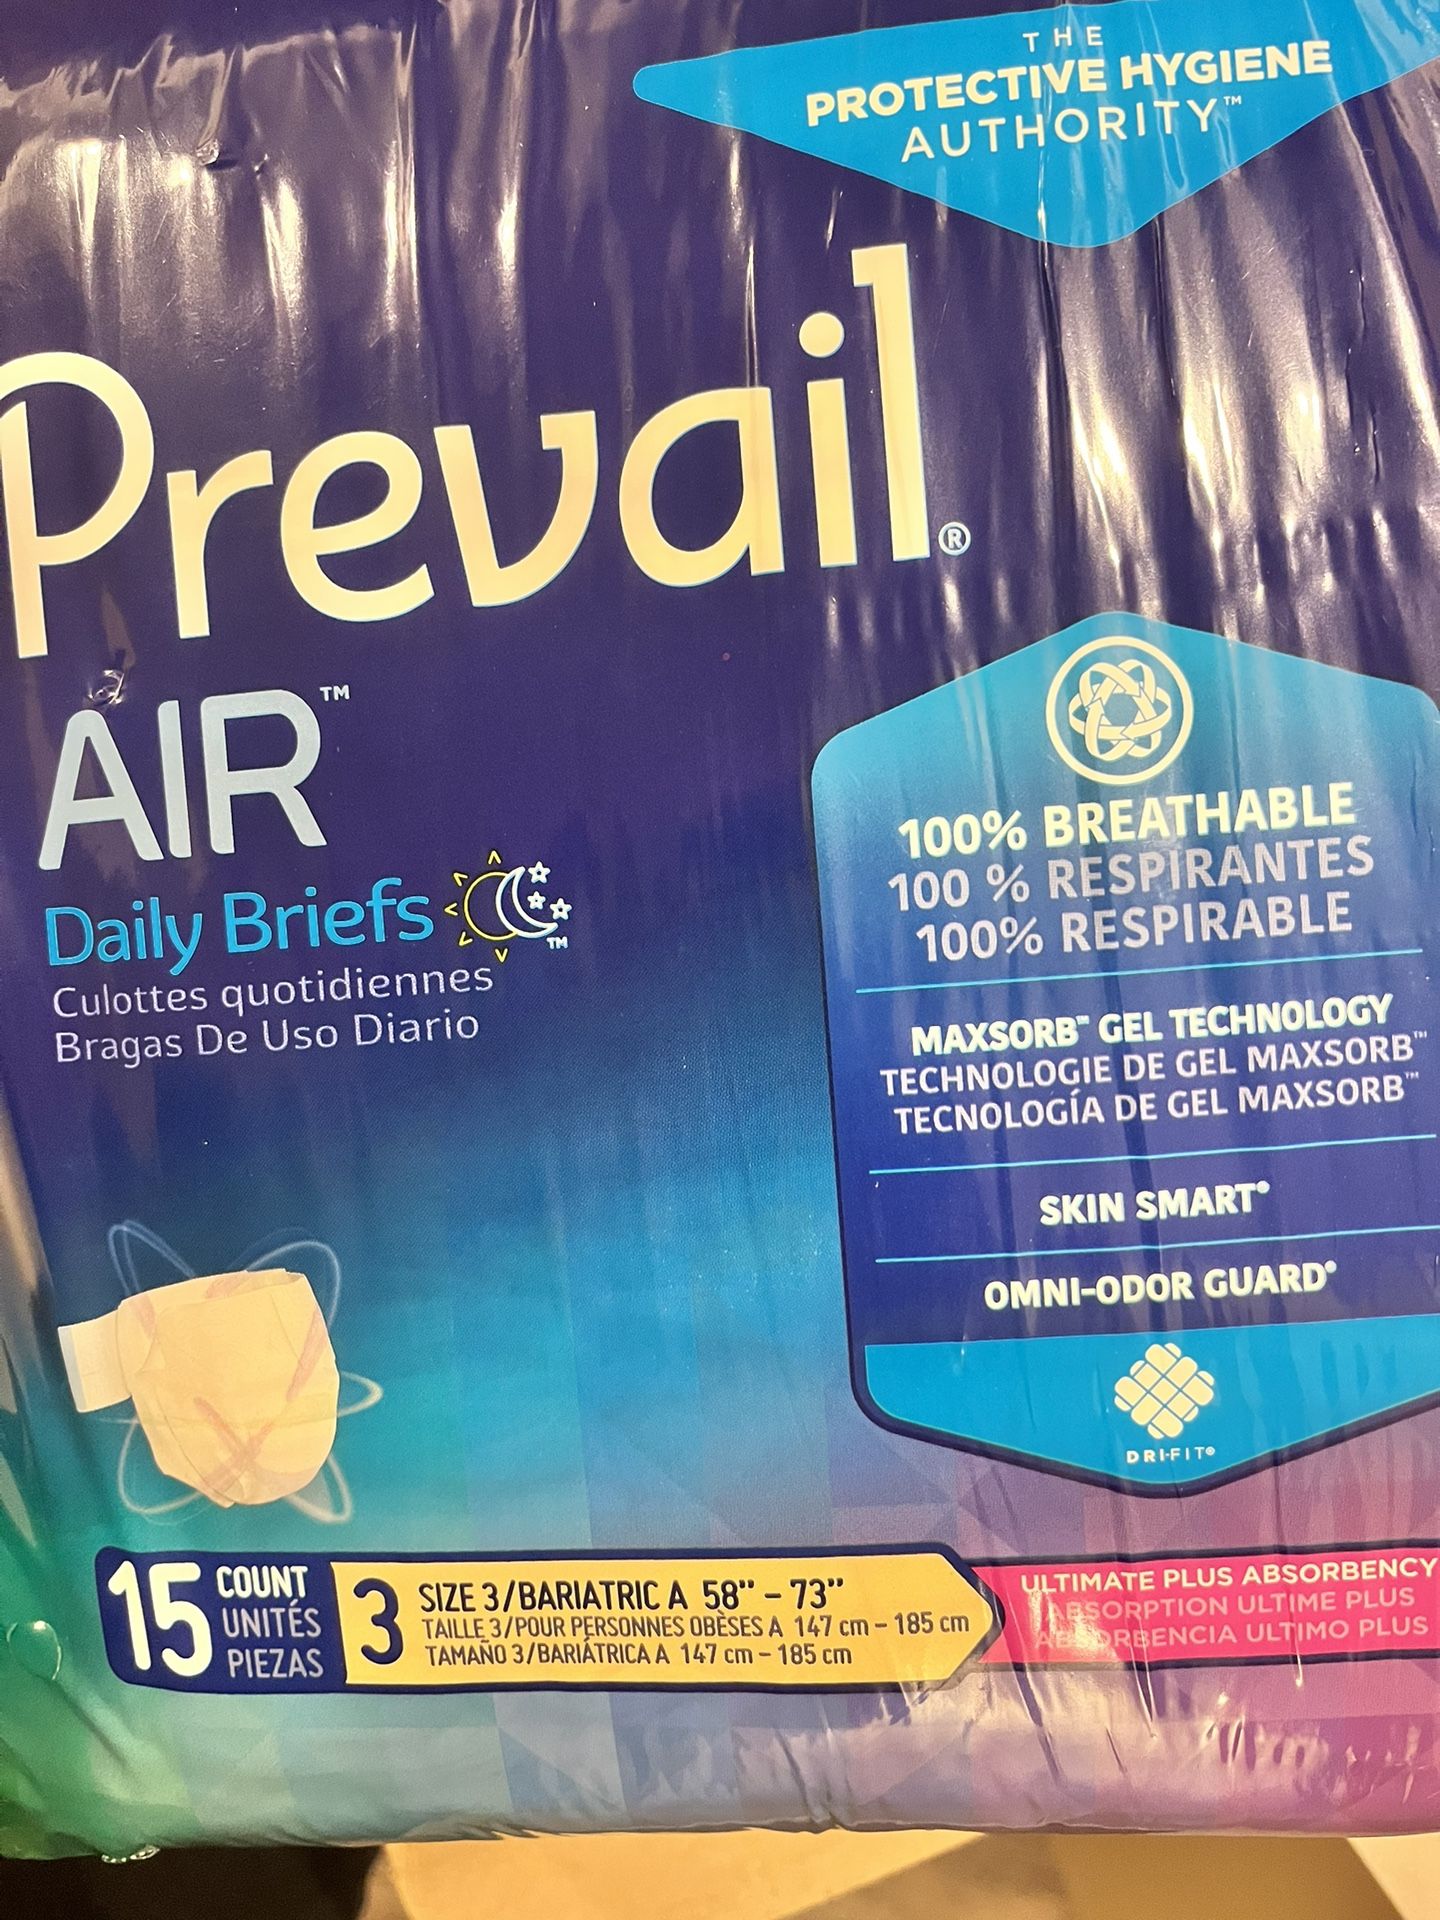 THE
PROTECTIVE HYGIENE
AUTHORITY™
Prevail®
AIR™
Daily Briefs ™
Culottes quotidiennes
Bragas De Uso Diario
100% BREATHABLE
100 % RESPIRANTES
100% RESPIRABLE
MAXSORB™ GEL TECHNOLOGY
TECHNOLOGIE DE GEL MAXSORB™
TECNOLOGÍA DE GEL MAXSORB™
SKIN SMART®
OMNI-ODOR GUARD®
DRI-FIT®
15 COUNT
UNITÉS
PIEZAS
3 SIZE 3/BARIATRIC A 58" – 73"
TAILLE 3/POUR PERSONNES OBÈSES A 147 cm – 185 cm
TAMAÑO 3/BARIÁTRICA A 147 cm – 185 cm
ULTIMATE PLUS ABSORBENCY
ABSORPTION ULTIME PLUS
ABSORBENCIA ULTIMO PLUS